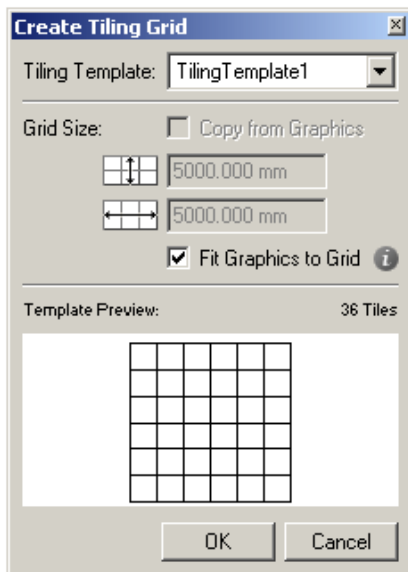 Create Tiling Grid
Tiling Template: TilingTemplate1
Grid Size: Copy from Graphics
5000.000 mm
5000.000 mm
Fit Graphics to Grid i
Template Preview: 36 Tiles
OK Cancel